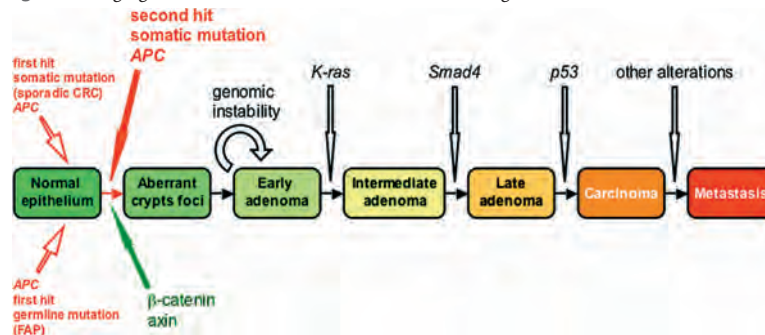 second hit
somatic mutation
APC
first hit
somatic mutation
(sporadic CRC)
APC
genomic
instability
K-ras
Smad4
p53
other alterations
Normal
epithelium
Aberrant
crypts foci
Early
adenoma
Intermediate
adenoma
Late
adenoma
Carcinoma
Metastasis
APC
first hit
germline mutation
(FAP)
β-catenin
axin